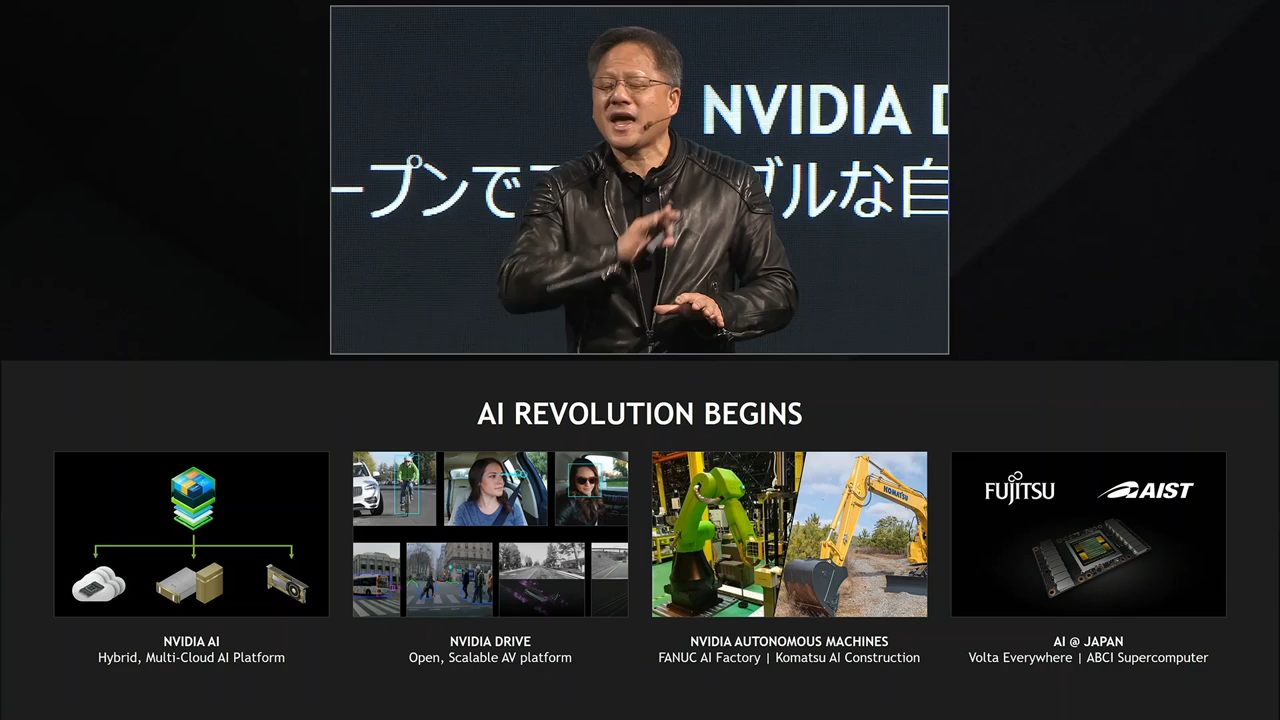 NVIDIA D
ープンで
ブルな自
AI REVOLUTION BEGINS
KOMATSU
FUJITSU
AIST
NVIDIA AI
Hybrid, Multi-Cloud AI Platform
NVIDIA DRIVE
Open, Scalable AV platform
NVIDIA AUTONOMOUS MACHINES
FANUC AI Factory | Komatsu AI Construction
AI @ JAPAN
Volta Everywhere | ABCI Supercomputer